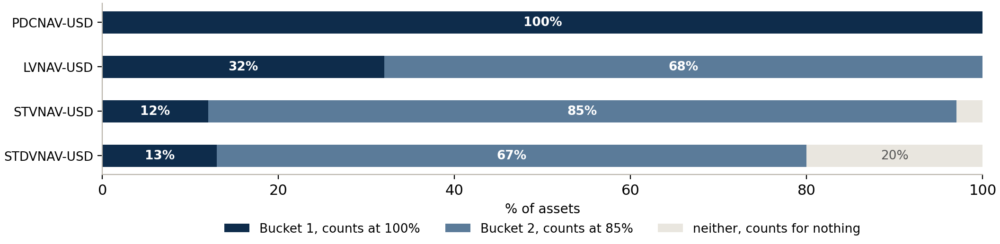 PDCNAV-USD 100%
LVNAV-USD 32% 68%
STVNAV-USD 12% 85%
STDVNAV-USD 13% 67% 20%
0 20 40 60 80 100
% of assets
Bucket 1, counts at 100% Bucket 2, counts at 85% neither, counts for nothing